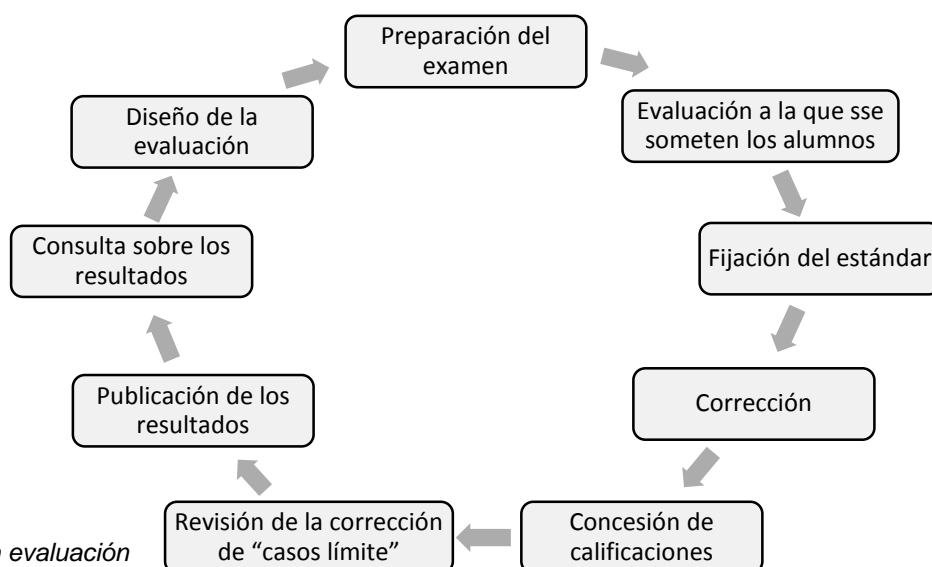 Preparación del
examen
Evaluación a la que sse
someten los alumnos
Fijación del estándar
Corrección
Concesión de
calificaciones
Revisión de la corrección
de “casos límite”
Publicación de los
resultados
Consulta sobre los
resultados
Diseño de la
evaluación
evaluación